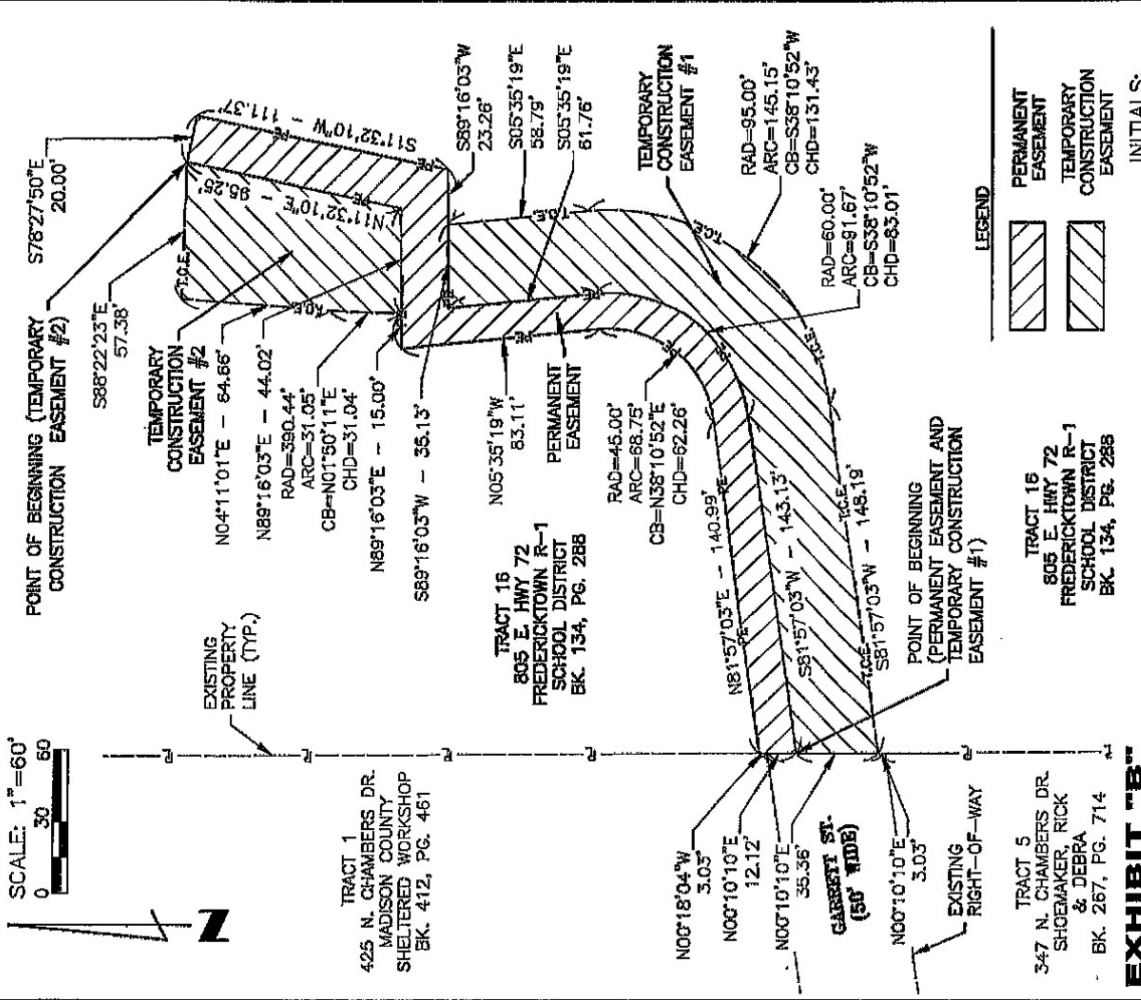 SCALE: 1"=60'
0 30 60
N
POINT OF BEGINNING (TEMPORARY
CONSTRUCTION EASEMENT #2)
S78°27'50"E
20.00'
S88°22'23"E
57.38'
T.C.E.
S11°32'10"W - 111.37'
PE
PE
N11°32'10"E - 95.25'
PE
T.C.E.
TEMPORARY
CONSTRUCTION
EASEMENT #2
N04°11'01"E - 64.66'
N89°16'03"E - 44.02'
RAD=390.44'
ARC=31.05'
CB=N01°50'11"E
CHD=31.04'
N89°16'03"E - 15.00'
S89°16'03"W - 35.13'
S89°16'03"W
23.26'
S05°35'19"E
58.79'
S05°35'19"E
61.76'
T.C.E.
TEMPORARY
CONSTRUCTION
EASEMENT #1
RAD=95.00'
ARC=145.15'
CB=S38°10'52"W
CHD=131.43'
RAD=60.00'
ARC=91.67'
CB=S38°10'52"W
CHD=83.01'
N05°35'19"W
83.11'
PERMANENT
EASEMENT
RAD=45.00'
ARC=68.75'
CB=N38°10'52"E
CHD=62.26'
EXISTING
PROPERTY
LINE (TYP.)
TRACT 1
425 N. CHAMBERS DR.
MADISON COUNTY
SHELTERED WORKSHOP
BK. 412, PG. 461
TRACT 16
805 E. HWY 72
FREDERICKTOWN R-1
SCHOOL DISTRICT
BK. 134, PG. 288
N81°57'03"E - 140.99'
PE
S81°57'03"W - 143.13'
T.C.E.
S81°57'03"W - 148.19'
T.C.E.
T.C.E.
T.C.E.
N00°18'04"W
3.03'
N00°10'10"E
12.12'
N00°10'10"E
35.36'
GARRETT ST.
(50' WIDE)
N00°10'10"E
3.03'
EXISTING
RIGHT-OF-WAY
POINT OF BEGINNING
(PERMANENT EASEMENT AND
TEMPORARY CONSTRUCTION
EASEMENT #1)
TRACT 16
805 E. HWY 72
FREDERICKTOWN R-1
SCHOOL DISTRICT
BK. 134, PG. 288
TRACT 5
347 N. CHAMBERS DR.
SHOEMAKER, RICK
& DEBRA
BK. 267, PG. 714
LEGEND
PERMANENT
EASEMENT
TEMPORARY
CONSTRUCTION
EASEMENT
INITIALS:
EXHIBIT "B"